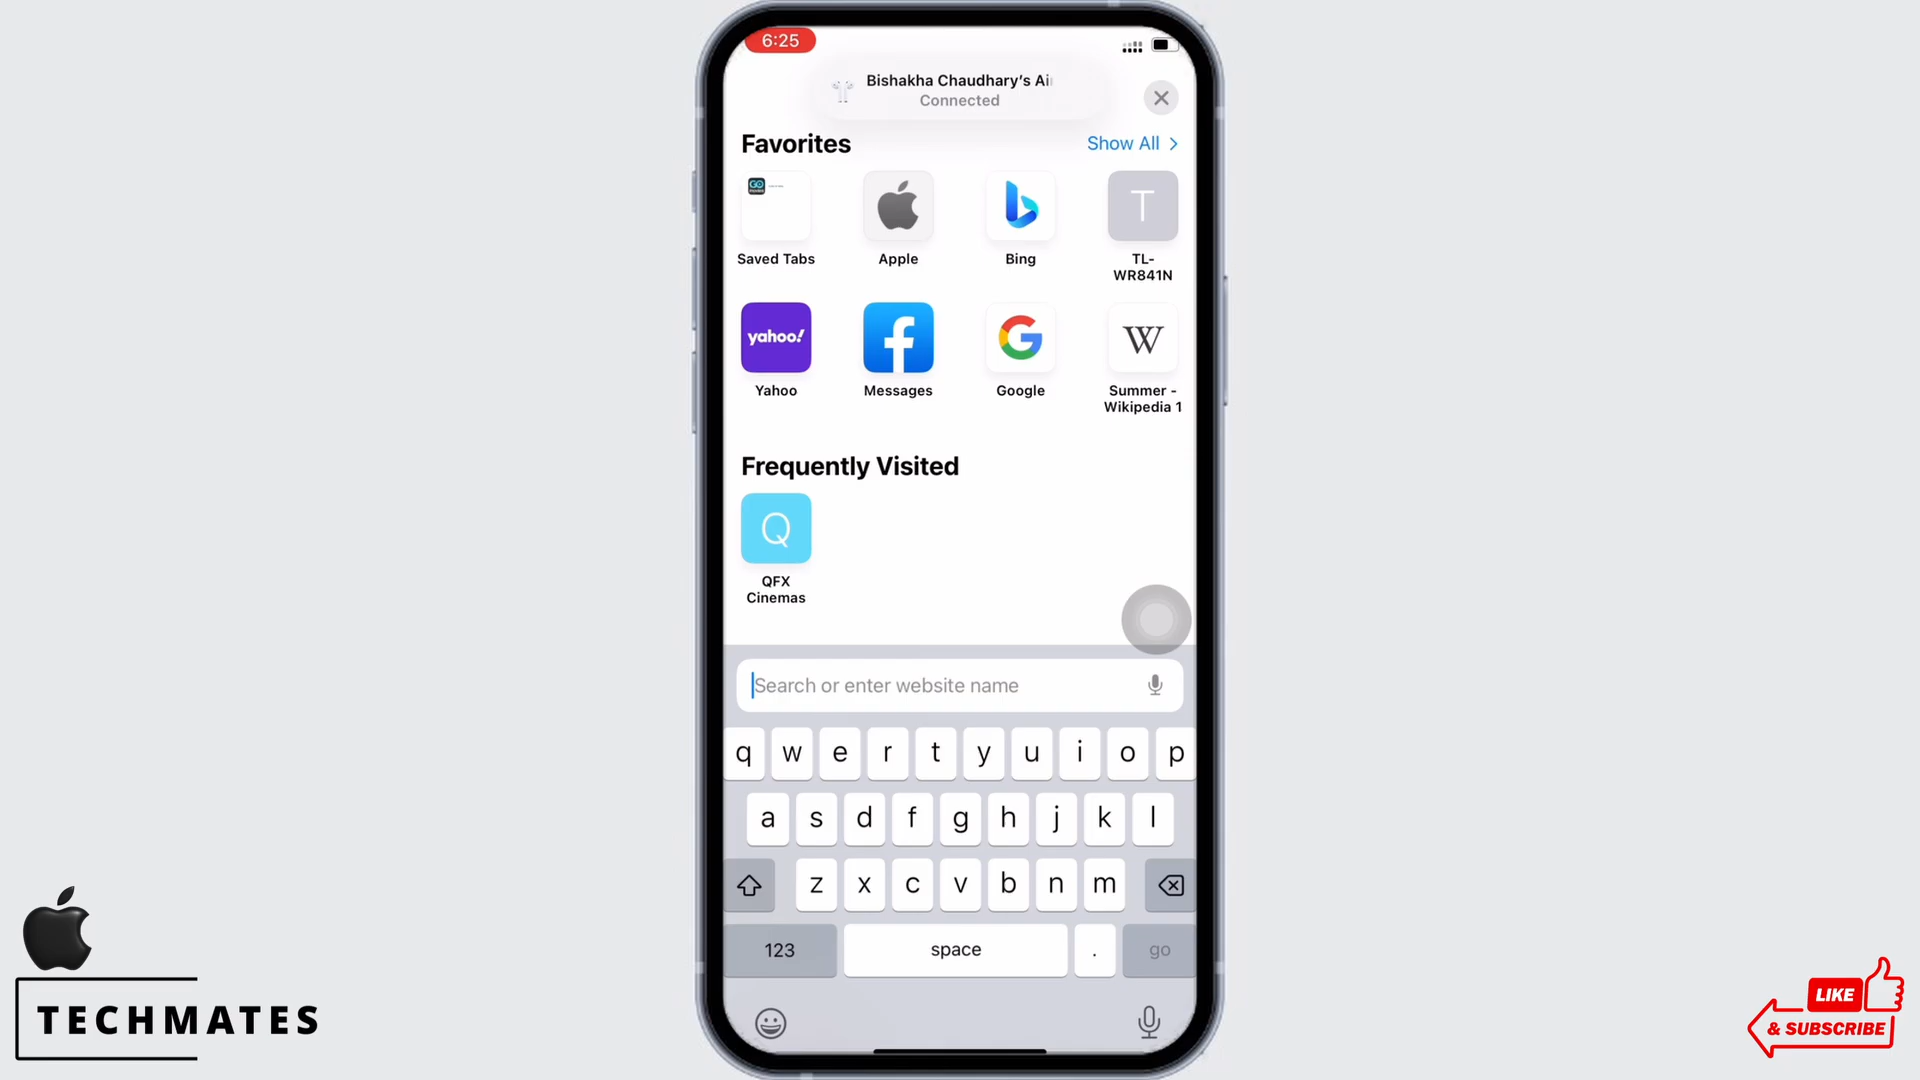 6:25
Bishakha Chaudhary's Ai
Connected
Favorites
Show All
GO
T
Saved Tabs
Apple
Bing
TL-
WR841N
yahoo!
W
Yahoo
Messages
Google
Summer -
Wikipedia 1
Frequently Visited
Q
QFX
Cinemas
Search or enter website name
q w e r t y u i o p
a s d f g h j k l
z x c v b n m
123 space . go
TECHMATES
LIKE
& SUBSCRIBE